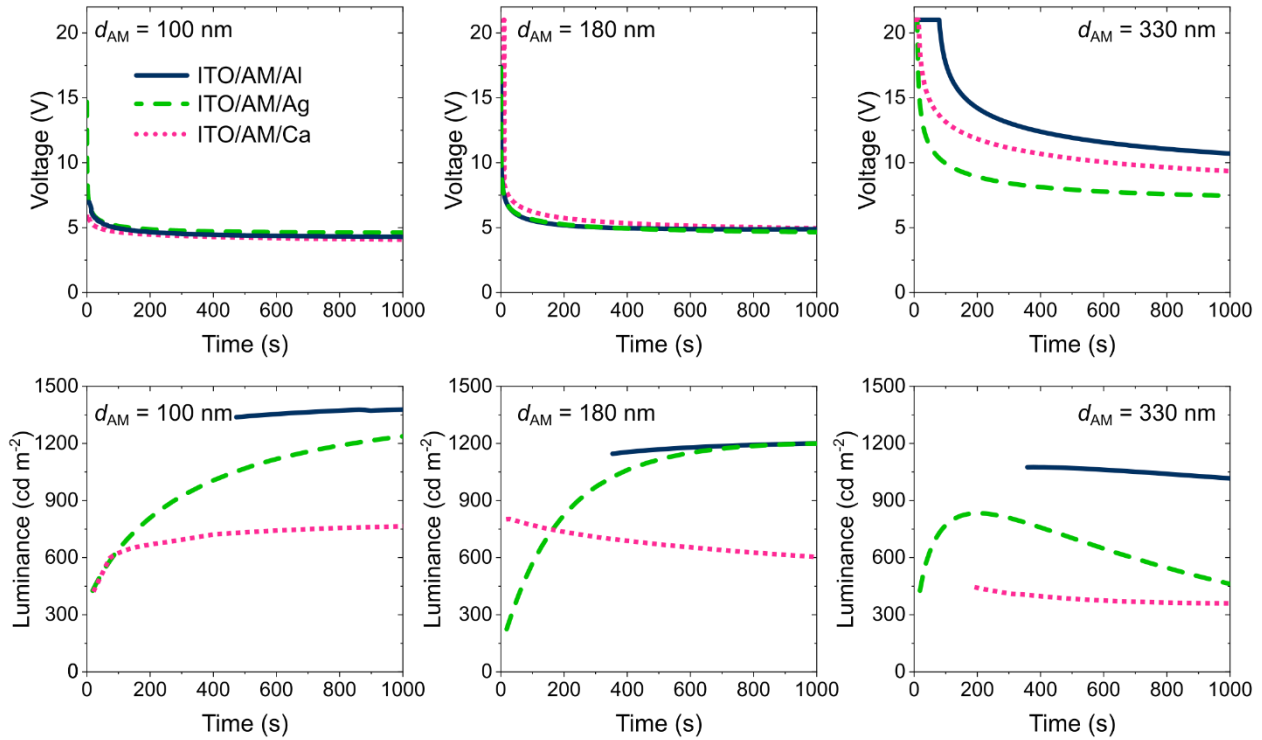 d_AM = 100 nm
ITO/AM/Al
ITO/AM/Ag
ITO/AM/Ca
Voltage (V)
20
15
10
5
0
0 200 400 600 800 1000
Time (s)
d_AM = 180 nm
Voltage (V)
20
15
10
5
0
0 200 400 600 800 1000
Time (s)
d_AM = 330 nm
Voltage (V)
20
15
10
5
0
0 200 400 600 800 1000
Time (s)
d_AM = 100 nm
Luminance (cd m⁻²)
1500
1200
900
600
300
0
0 200 400 600 800 1000
Time (s)
d_AM = 180 nm
Luminance (cd m⁻²)
1500
1200
900
600
300
0
0 200 400 600 800 1000
Time (s)
d_AM = 330 nm
Luminance (cd m⁻²)
1500
1200
900
600
300
0
0 200 400 600 800 1000
Time (s)